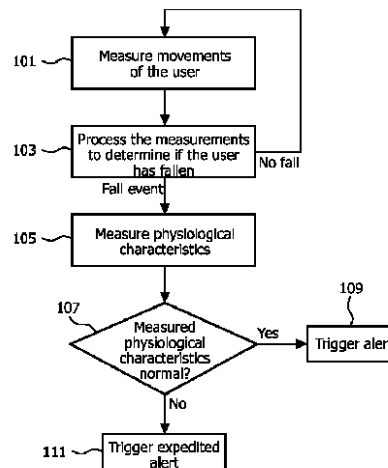 101
Measure movements
of the user
103
Process the measurements
to determine if the user
has fallen
No fall
Fall event
105
Measure physiological
characteristics
107
Measured
physiological
characteristics
normal?
Yes
109
Trigger alert
No
111
Trigger expedited
alert